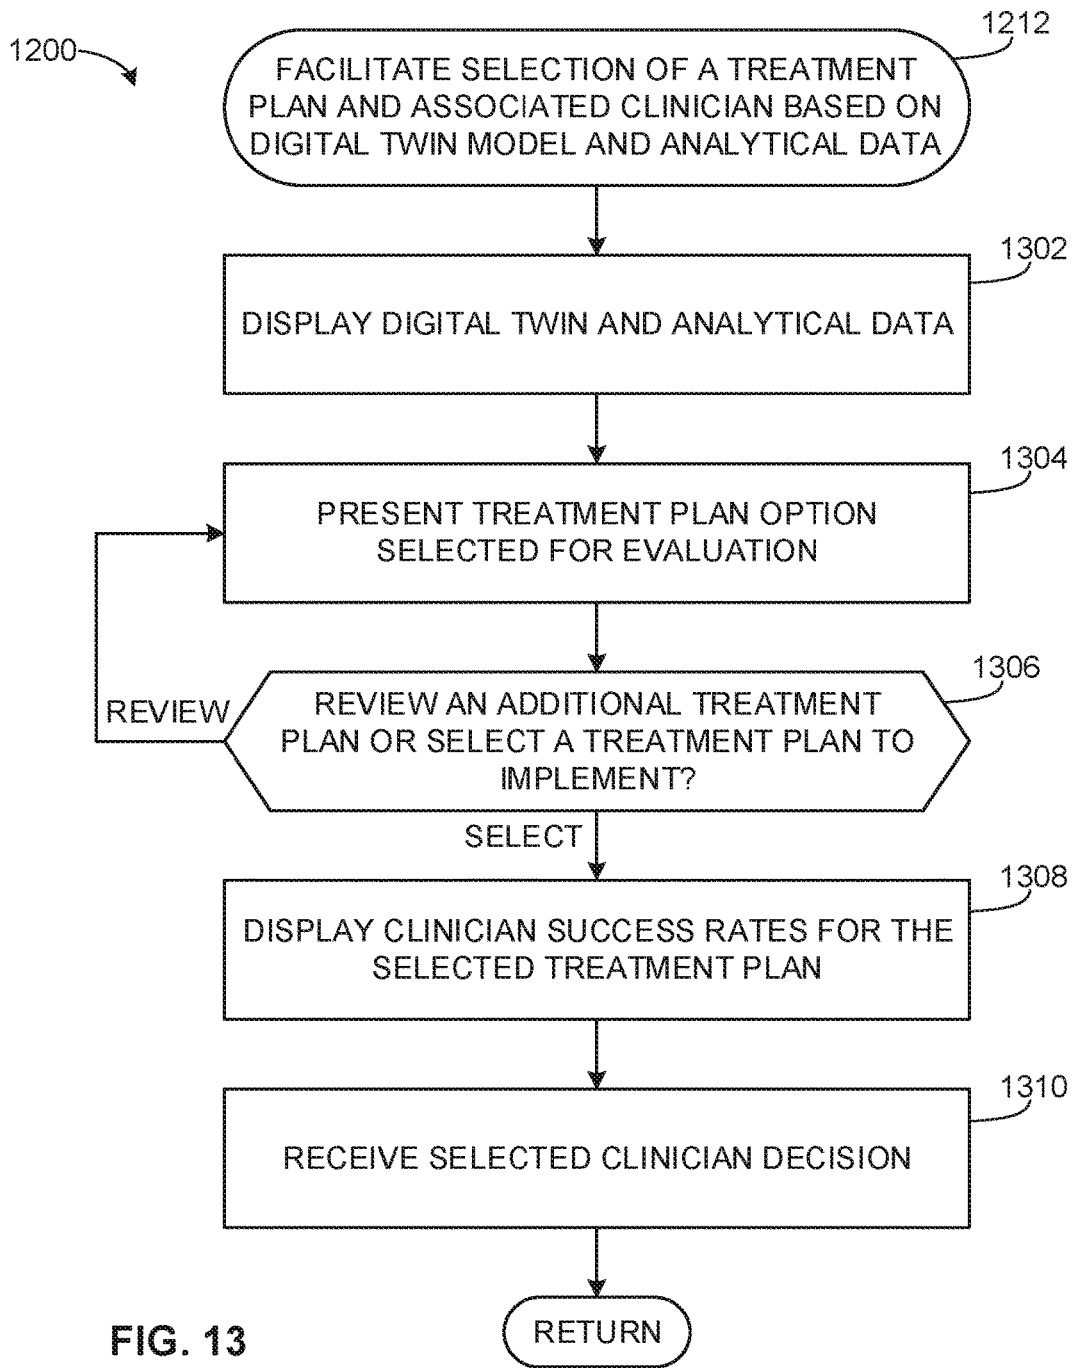 1200
1212
FACILITATE SELECTION OF A TREATMENT
PLAN AND ASSOCIATED CLINICIAN BASED ON
DIGITAL TWIN MODEL AND ANALYTICAL DATA
1302
DISPLAY DIGITAL TWIN AND ANALYTICAL DATA
1304
PRESENT TREATMENT PLAN OPTION
SELECTED FOR EVALUATION
1306
REVIEW
REVIEW AN ADDITIONAL TREATMENT
PLAN OR SELECT A TREATMENT PLAN TO
IMPLEMENT?
SELECT
1308
DISPLAY CLINICIAN SUCCESS RATES FOR THE
SELECTED TREATMENT PLAN
1310
RECEIVE SELECTED CLINICIAN DECISION
RETURN
FIG. 13